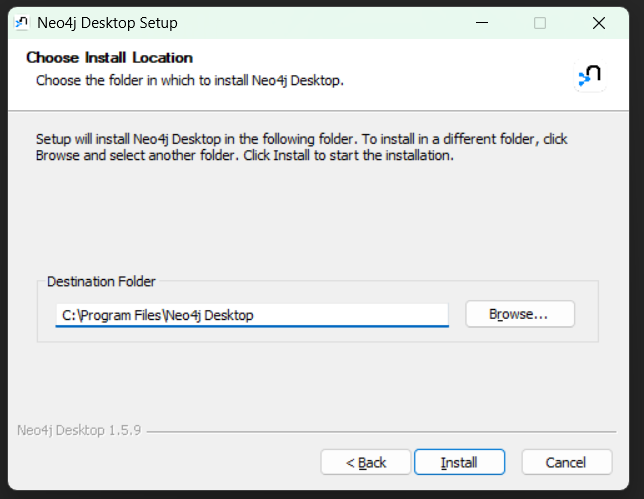 Neo4j Desktop Setup
Choose Install Location
Choose the folder in which to install Neo4j Desktop.
Setup will install Neo4j Desktop in the following folder. To install in a different folder, click
Browse and select another folder. Click Install to start the installation.
Destination Folder
C:\Program Files\Neo4j Desktop
Browse...
Neo4j Desktop 1.5.9
< Back
Install
Cancel